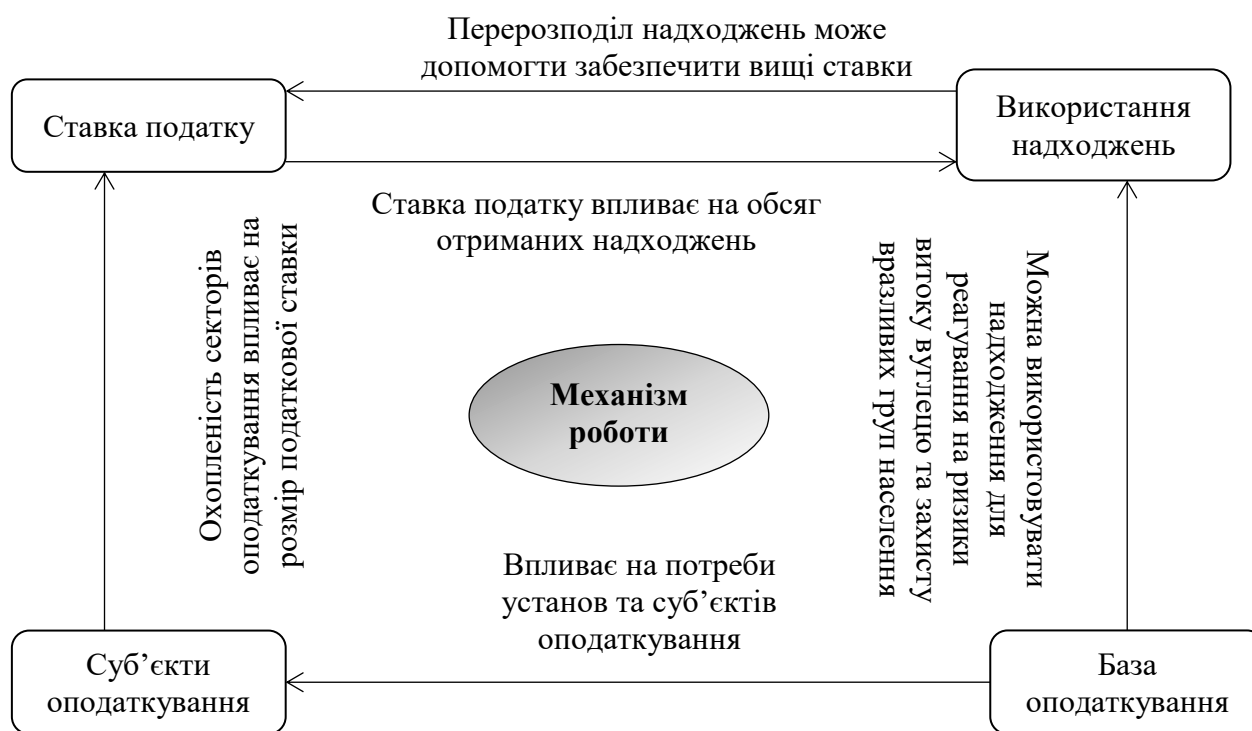 Перерозподіл надходжень може
допомогти забезпечити вищі ставки
Ставка податку
Використання
надходжень
Ставка податку впливає на обсяг
отриманих надходжень
Охопленість секторів
оподаткування впливає на
розмір податкової ставки
Механізм
роботи
Можна використовувати
надходження для
реагування на ризики
витоку вуглецю та захисту
вразливих груп населення
Впливає на потреби
установ та суб’єктів
оподаткування
Суб’єкти
оподаткування
База
оподаткування